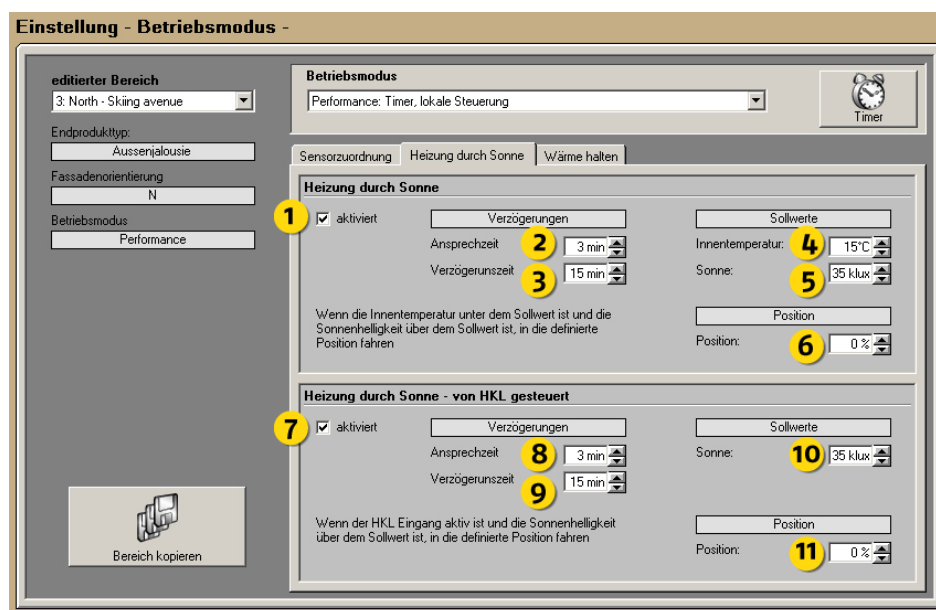 Einstellung - Betriebsmodus -
editierter Bereich
3: North - Skiing avenue
Endprodukttyp:
Aussenjalousie
Fassadenorientierung
N
Betriebsmodus
Performance
Bereich kopieren
Betriebsmodus
Performance: Timer, lokale Steuerung
Timer
Sensorzuordnung Heizung durch Sonne Wärme halten
Heizung durch Sonne
1 aktiviert Verzögerungen Sollwerte
Ansprechzeit 2 3 min Innentemperatur: 4 15°C
Verzögerunszeit 3 15 min Sonne: 5 35 klux
Wenn die Innentemperatur unter dem Sollwert ist und die
Sonnenhelligkeit über dem Sollwert ist, in die definierte
Position fahren
Position
Position: 6 0 %
Heizung durch Sonne - von HKL gesteuert
7 aktiviert Verzögerungen Sollwerte
Ansprechzeit 8 3 min Sonne: 10 35 klux
Verzögerunszeit 9 15 min
Wenn der HKL Eingang aktiv ist und die Sonnenhelligkeit
über dem Sollwert ist, in die definierte Position fahren
Position
Position: 11 0 %